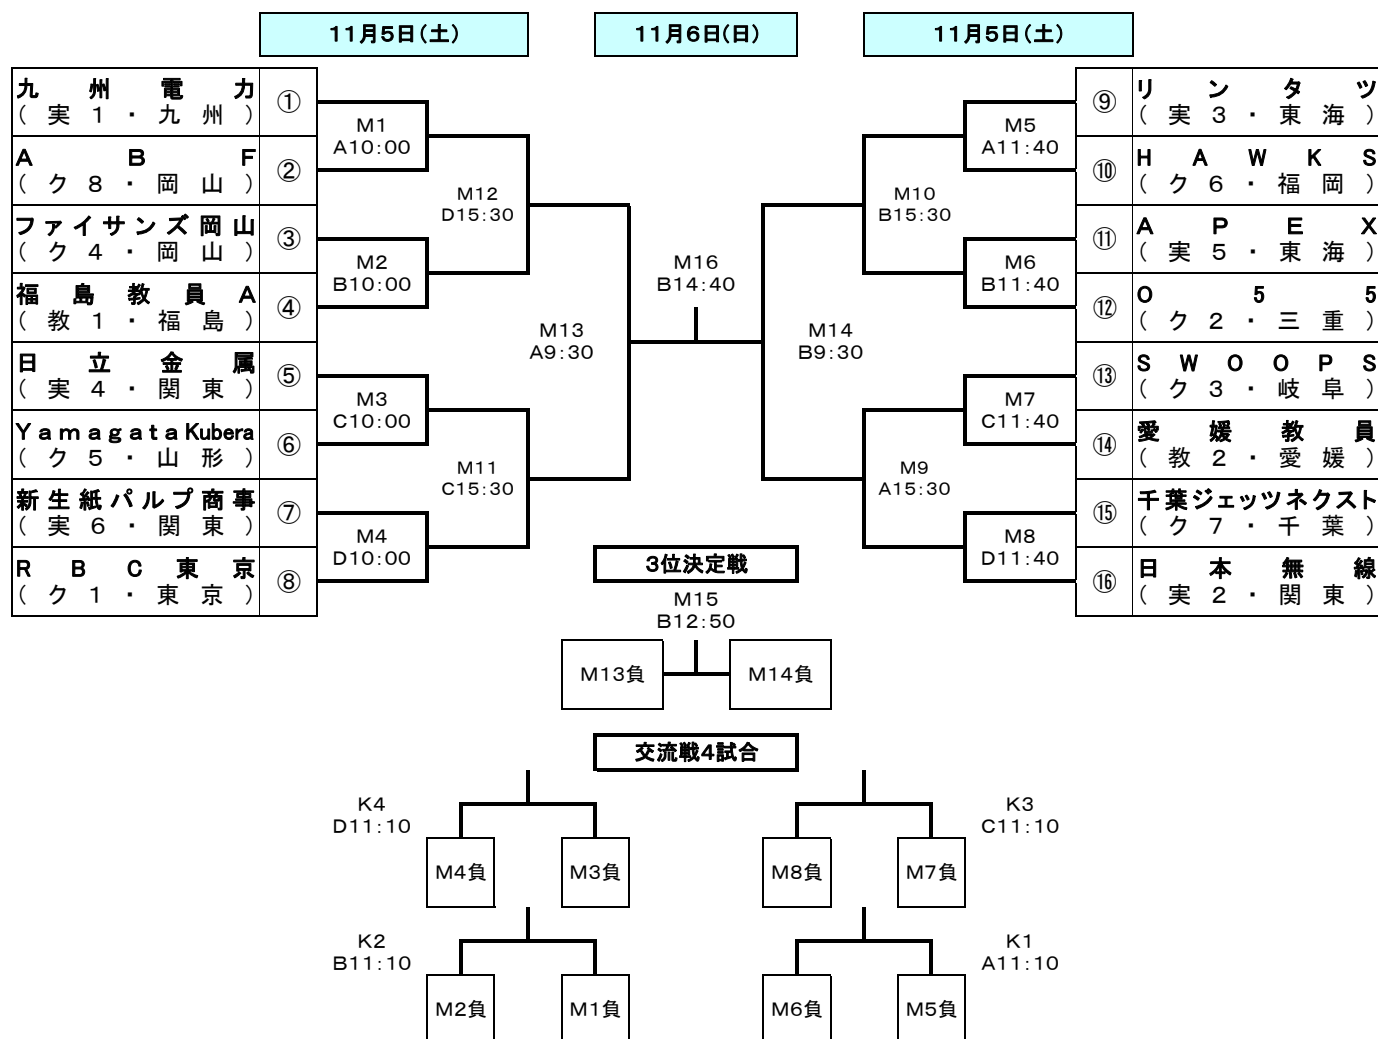 11月5日(土)
11月6日(日)
11月5日(土)
九州電力
(実1・九州)
①
ABF
(ク8・岡山)
②
ファイサンズ岡山
(ク4・岡山)
③
福島教員A
(教1・福島)
④
日立金属
(実4・関東)
⑤
YamagataKubera
(ク5・山形)
⑥
新生紙パルプ商事
(実6・関東)
⑦
RBC東京
(ク1・東京)
⑧
M1
A10:00
M2
B10:00
M3
C10:00
M4
D10:00
M12
D15:30
M11
C15:30
M13
A9:30
M16
B14:40
M14
B9:30
M10
B15:30
M9
A15:30
M5
A11:40
M6
B11:40
M7
C11:40
M8
D11:40
⑨
リンタツ
(実3・東海)
⑩
HAWKS
(ク6・福岡)
⑪
APEX
(実5・東海)
⑫
O55
(ク2・三重)
⑬
SWOOPS
(ク3・岐阜)
⑭
愛媛教員
(教2・愛媛)
⑮
千葉ジェッツネクスト
(ク7・千葉)
⑯
日本無線
(実2・関東)
3位決定戦
M15
B12:50
M13負
M14負
交流戦4試合
K4
D11:10
M4負
M3負
K3
C11:10
M8負
M7負
K2
B11:10
M2負
M1負
K1
A11:10
M6負
M5負